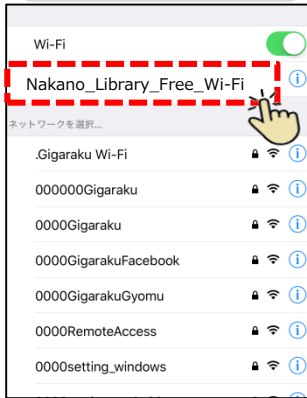 Wi-Fi
Nakano_Library_Free_Wi-Fi
ネットワークを選択...
.Gigaraku Wi-Fi
000000Gigaraku
0000Gigaraku
0000GigarakuFacebook
0000GigarakuGyomu
0000RemoteAccess
0000setting_windows